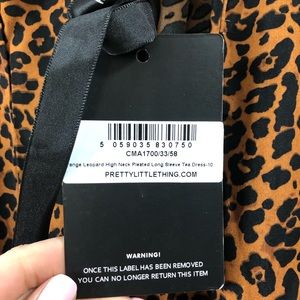 5 059035 830750
CMA1700/33/58
ange Leopard High Neck Pleated Long Sleeve Tea Dress-10
PRETTYLITTLETHING.COM
WARNING!
ONCE THIS LABEL HAS BEEN REMOVED
YOU CAN NO LONGER RETURN THIS ITEM